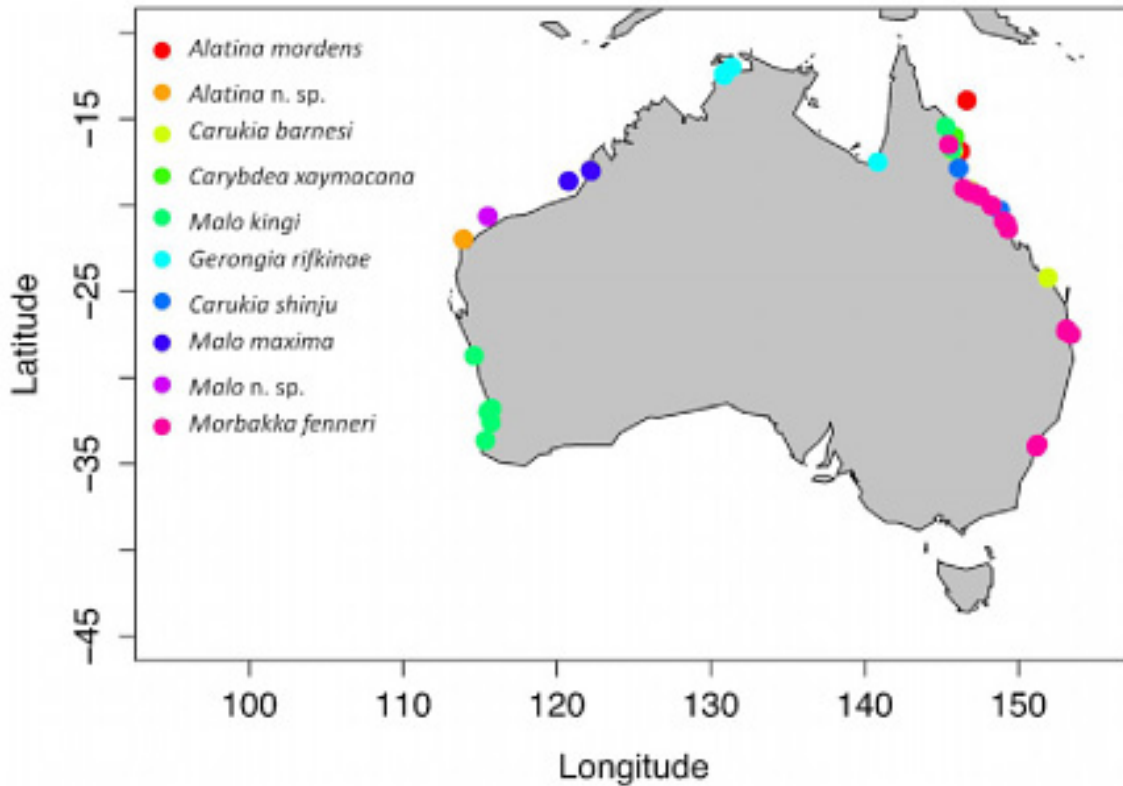 Alatina mordens
Alatina n. sp.
Carukia barnesi
Carybdea xaymacana
Malo kingi
Gerongia rifkinae
Carukia shinju
Malo maxima
Malo n. sp.
Morbakka fenneri
Latitude
−15
−25
−35
−45
100 110 120 130 140 150
Longitude